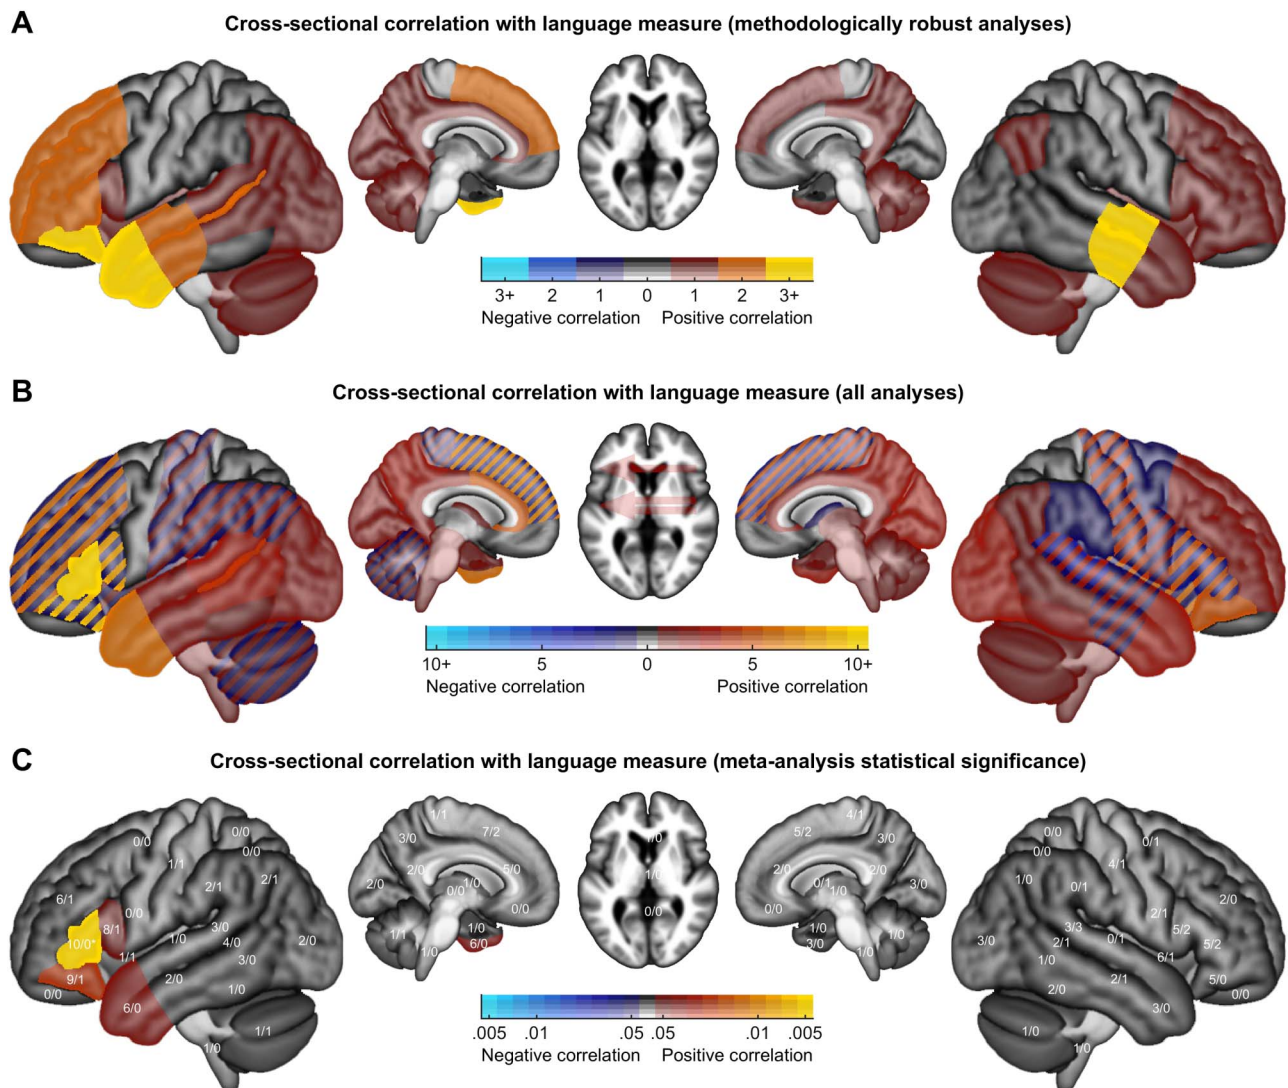 A
Cross-sectional correlation with language measure (methodologically robust analyses)
3+ 2 1 0 1 2 3+
Negative correlation Positive correlation
B
Cross-sectional correlation with language measure (all analyses)
10+ 5 0 5 10+
Negative correlation Positive correlation
C
Cross-sectional correlation with language measure (meta-analysis statistical significance)
0/0 0/0 0/0 1/1 2/1 2/1 6/1 0/0 8/1 10/0* 1/1 1/0 3/0 4/0 3/0 2/0 9/1 0/0 6/0 2/0 1/0 1/1 1/0
1/1 3/0 7/2 2/0 2/0 5/0 1/0 0/0 0/0 1/1 1/0 6/0 1/0
1/0 1/0 0/0
4/1 5/2 3/0 2/0 2/0 0/1 1/0 3/0 0/0 1/0 3/0 1/0
0/0 0/0 0/1 4/1 1/0 0/1 2/0 2/1 3/3 5/2 5/2 3/0 2/1 0/1 1/0 6/1 2/0 2/1 5/0 0/0 3/0 1/0 1/0
.005 .01 .05 .05 .01 .005
Negative correlation Positive correlation